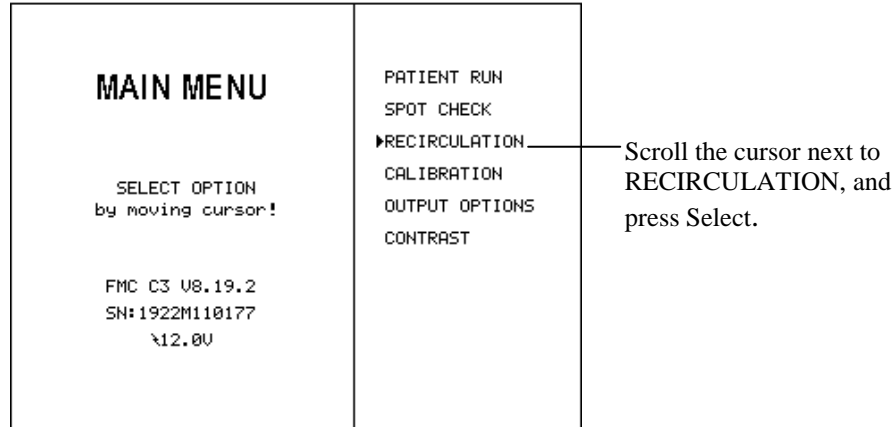 MAIN MENU
SELECT OPTION
by moving cursor!
FMC C3 V8.19.2
SN:1922M110177
12.0V
PATIENT RUN
SPOT CHECK
RECIRCULATION
CALIBRATION
OUTPUT OPTIONS
CONTRAST
Scroll the cursor next to
RECIRCULATION, and
press Select.